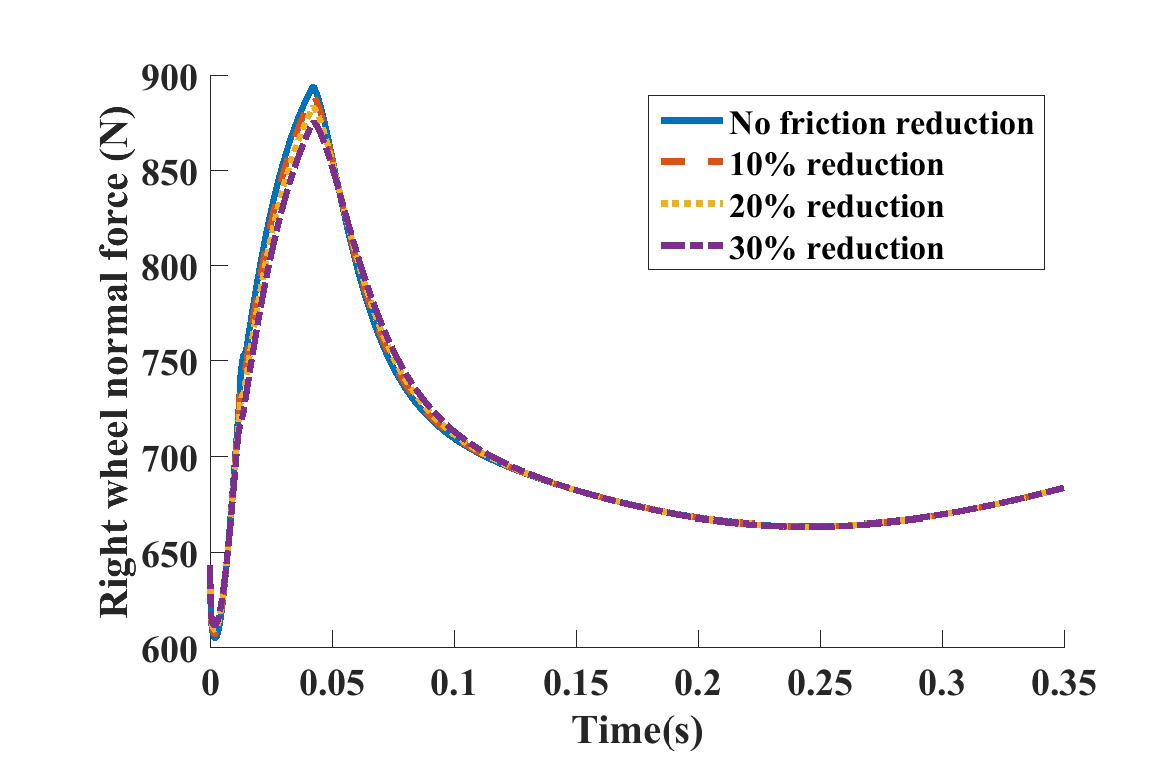 900
850
800
750
700
650
600
Right wheel normal force (N)
No friction reduction
10% reduction
20% reduction
30% reduction
0
0.05
0.1
0.15
0.2
0.25
0.3
0.35
Time(s)